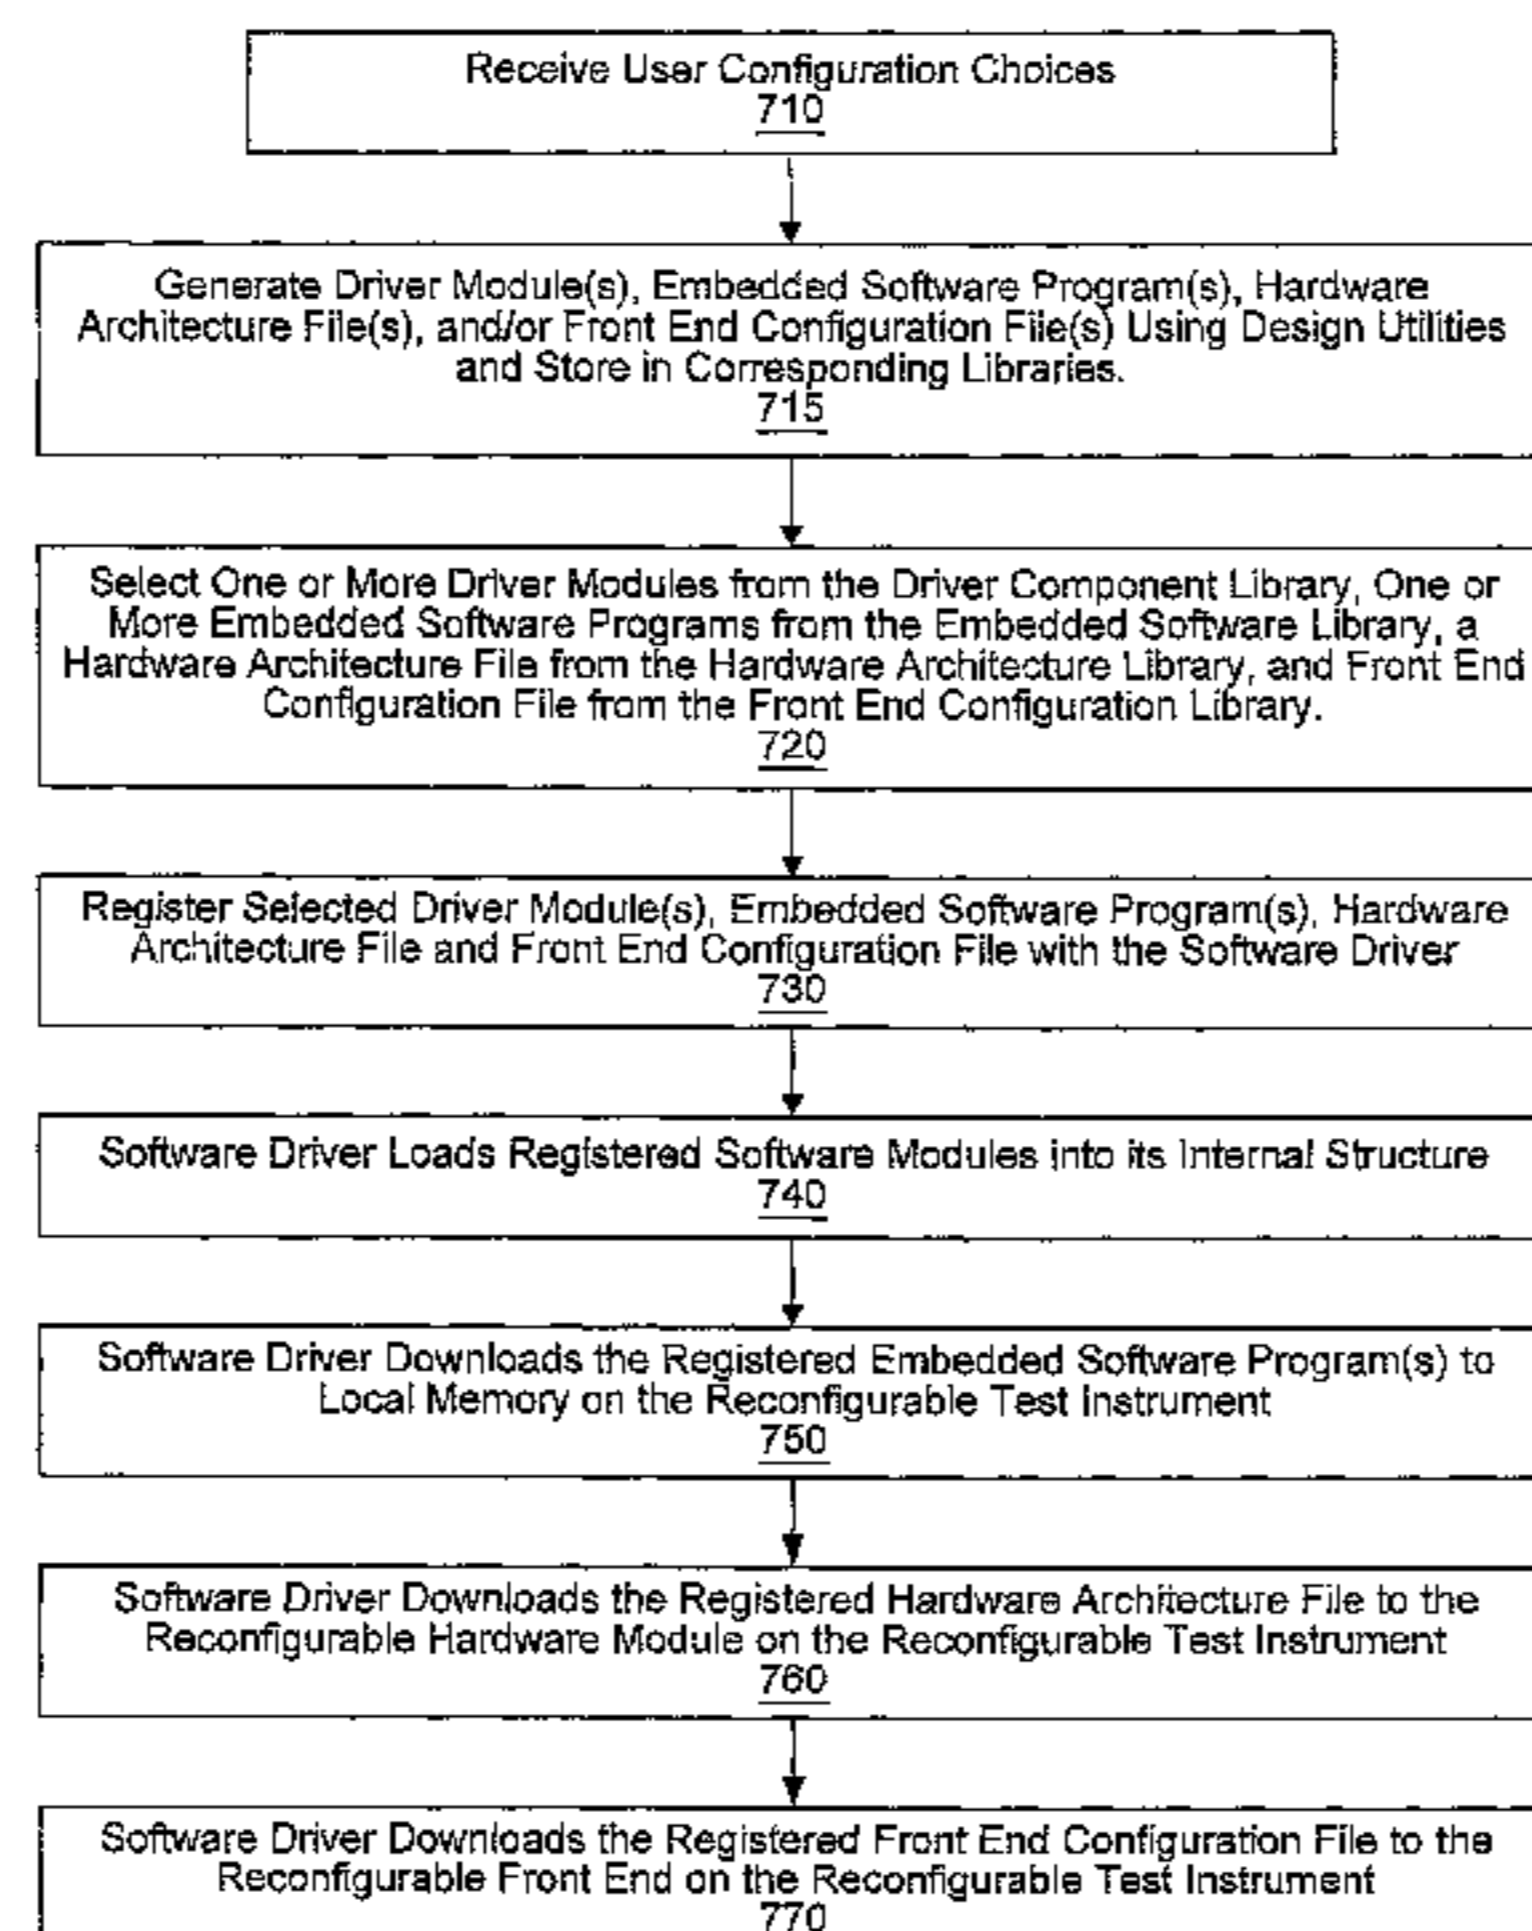 Receive User Configuration Choices
710
Generate Driver Module(s), Embedded Software Program(s), Hardware
Architecture File(s), and/or Front End Configuration File(s) Using Design Utilities
and Store in Corresponding Libraries.
715
Select One or More Driver Modules from the Driver Component Library, One or
More Embedded Software Programs from the Embedded Software Library, a
Hardware Architecture File from the Hardware Architecture Library, and Front End
Configuration File from the Front End Configuration Library.
720
Register Selected Driver Module(s), Embedded Software Program(s), Hardware
Architecture File and Front End Configuration File with the Software Driver
730
Software Driver Loads Registered Software Modules into its Internal Structure
740
Software Driver Downloads the Registered Embedded Software Program(s) to
Local Memory on the Reconfigurable Test Instrument
750
Software Driver Downloads the Registered Hardware Architecture File to the
Reconfigurable Hardware Module on the Reconfigurable Test Instrument
760
Software Driver Downloads the Registered Front End Configuration File to the
Reconfigurable Front End on the Reconfigurable Test Instrument
770